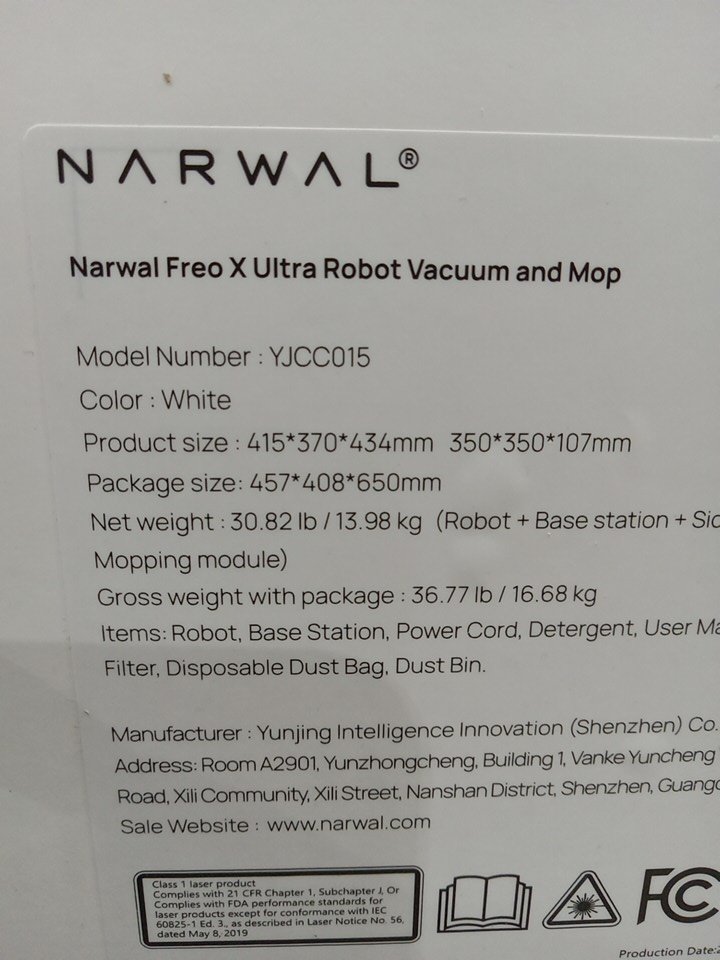 NARWAL®
Narwal Freo X Ultra Robot Vacuum and Mop
Model Number : YJCC015
Color : White
Product size : 415*370*434mm 350*350*107mm
Package size: 457*408*650mm
Net weight : 30.82 lb / 13.98 kg (Robot + Base station +
Mopping module)
Gross weight with package : 36.77 lb / 16.68 kg
Items: Robot, Base Station, Power Cord, Detergent, User
Filter, Disposable Dust Bag, Dust Bin.
Manufacturer : Yunjing Intelligence Innovation (Shenzhen) Co.
Address: Room A2901, Yunzhongcheng, Building 1, Vanke Yuncheng
Road, Xili Community, Xili Street, Nanshan District, Shenzhen,
Sale Website : www.narwal.com
Class 1 laser product
Complies with 21 CFR Chapter 1, Subchapter J, Or
Complies with FDA performance standards for
laser products except for conformance with IEC
60825-1 Ed. 3., as described in Laser Notice No. 56,
dated May 8, 2019
FC
Production Date: